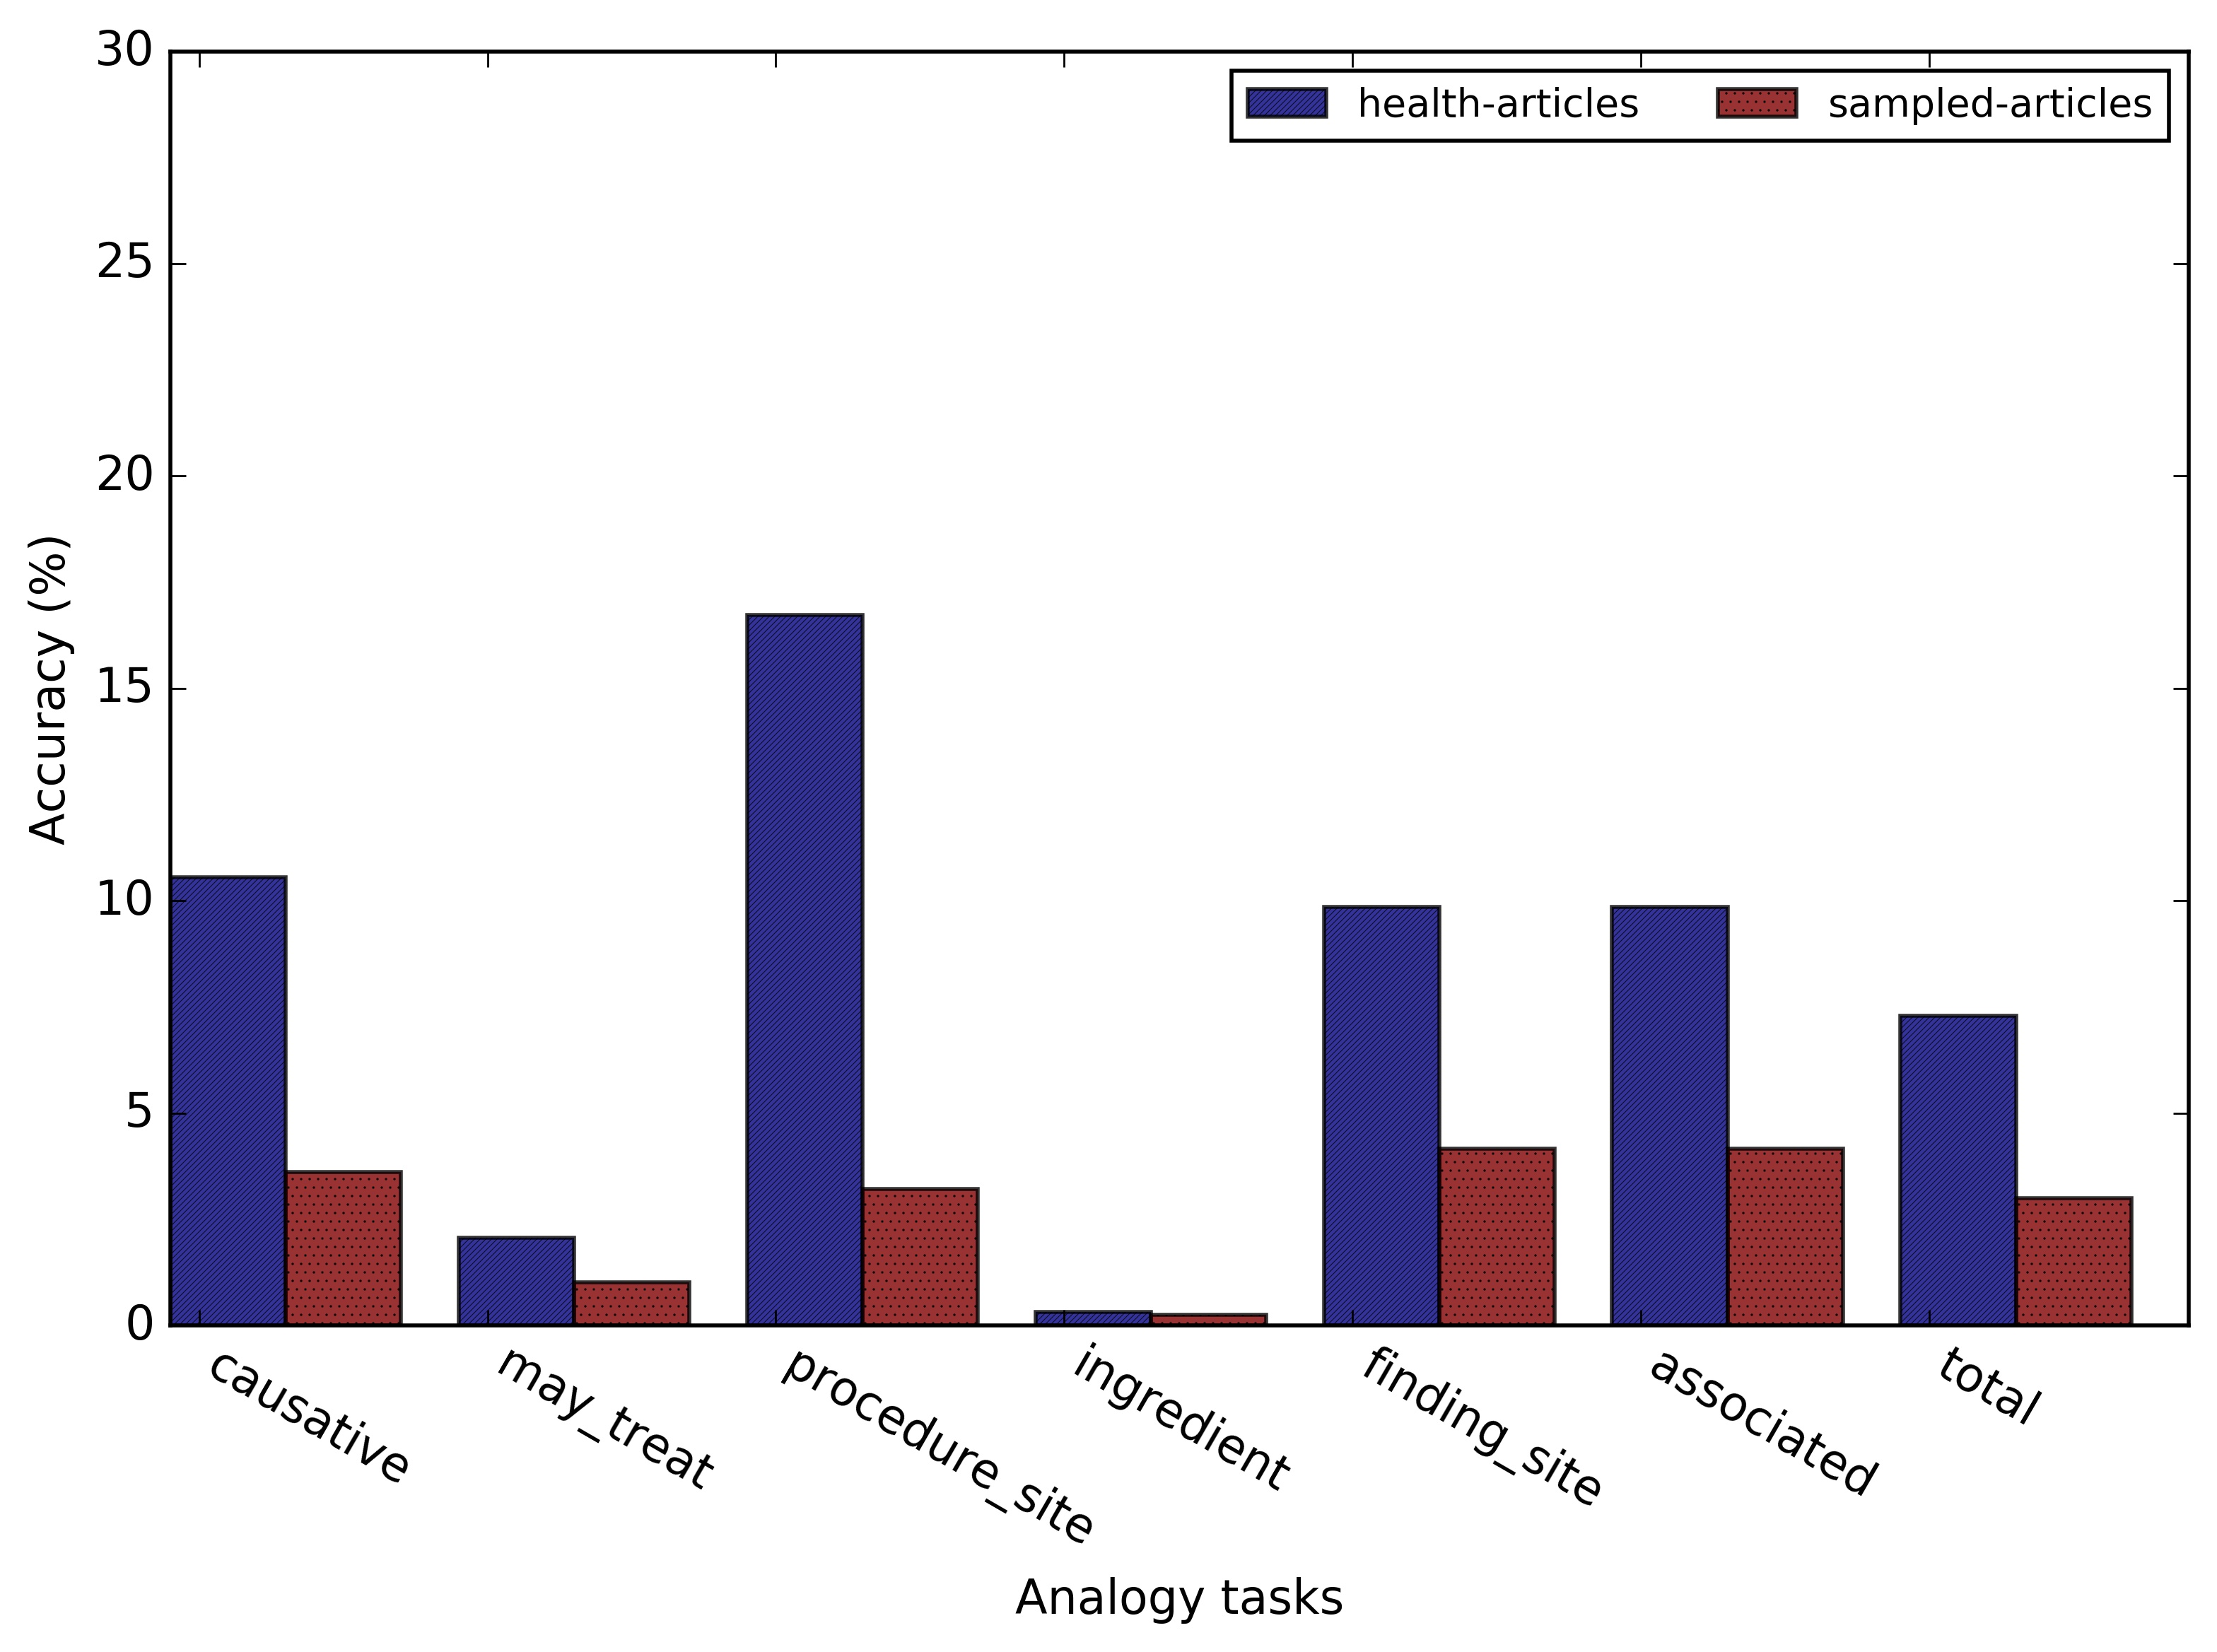 30
health-articles sampled-articles
25
20
15
10
5
0
Accuracy (%)
causative may_treat procedure_site ingredient finding_site associated total
Analogy tasks